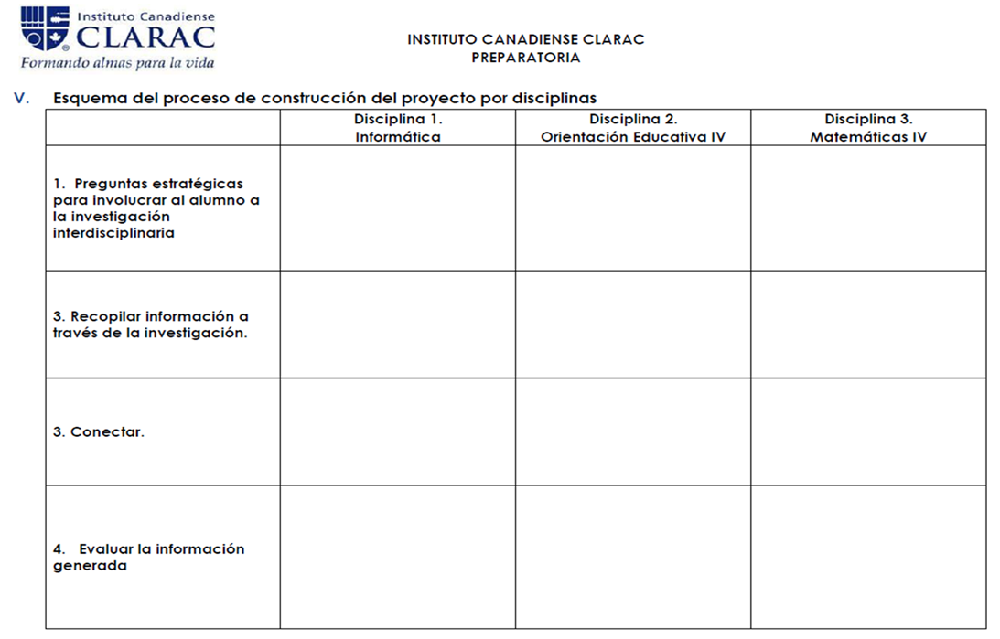 Instituto Canadiense
CLARAC
®
Formando almas para la vida
INSTITUTO CANADIENSE CLARAC
PREPARATORIA
V. Esquema del proceso de construcción del proyecto por disciplinas
Disciplina 1.
Informática
Disciplina 2.
Orientación Educativa IV
Disciplina 3.
Matemáticas IV
1. Preguntas estratégicas
para involucrar al alumno a
la investigación
interdisciplinaria
3. Recopilar información a
través de la investigación.
3. Conectar.
4. Evaluar la información
generada